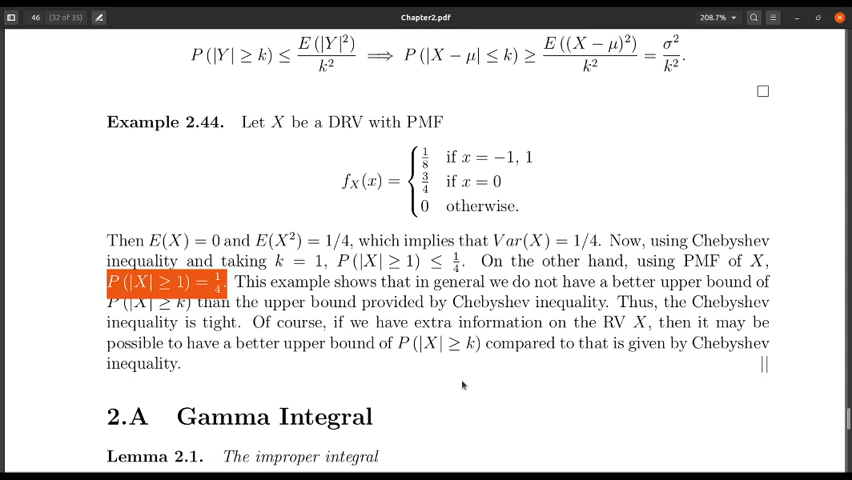 46 (32 of 35) Chapter2.pdf 208.7%
P (|Y| ≥ k) ≤ E (|Y|²) / k² ⟹ P (|X − μ| ≤ k) ≥ E ((X − μ)²) / k² = σ² / k².
□
Example 2.44. Let X be a DRV with PMF
f_X(x) = { 1/8 if x = −1, 1
3/4 if x = 0
0 otherwise.
Then E(X) = 0 and E(X²) = 1/4, which implies that Var(X) = 1/4. Now, using Chebyshev
inequality and taking k = 1, P (|X| ≥ 1) ≤ 1/4. On the other hand, using PMF of X,
P (|X| ≥ 1) = 1/4. This example shows that in general we do not have a better upper bound of
P (|X| ≥ k) than the upper bound provided by Chebyshev inequality. Thus, the Chebyshev
inequality is tight. Of course, if we have extra information on the RV X, then it may be
possible to have a better upper bound of P (|X| ≥ k) compared to that is given by Chebyshev
inequality. ||
2.A Gamma Integral
Lemma 2.1. The improper integral